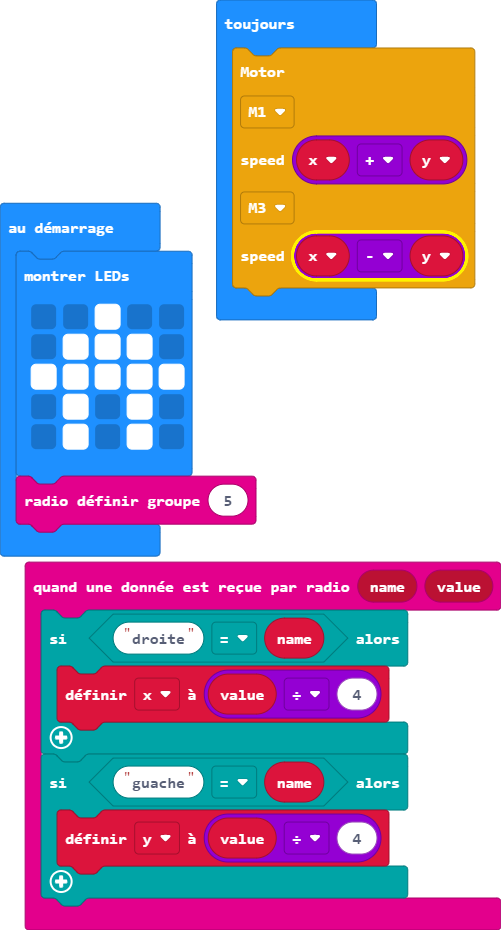 toujours
Motor
M1
speed x + y
M3
speed x - y
au démarrage
montrer LEDs
radio définir groupe 5
quand une donnée est reçue par radio name value
si "droite" = name alors
définir x à value ÷ 4
si "guache" = name alors
définir y à value ÷ 4